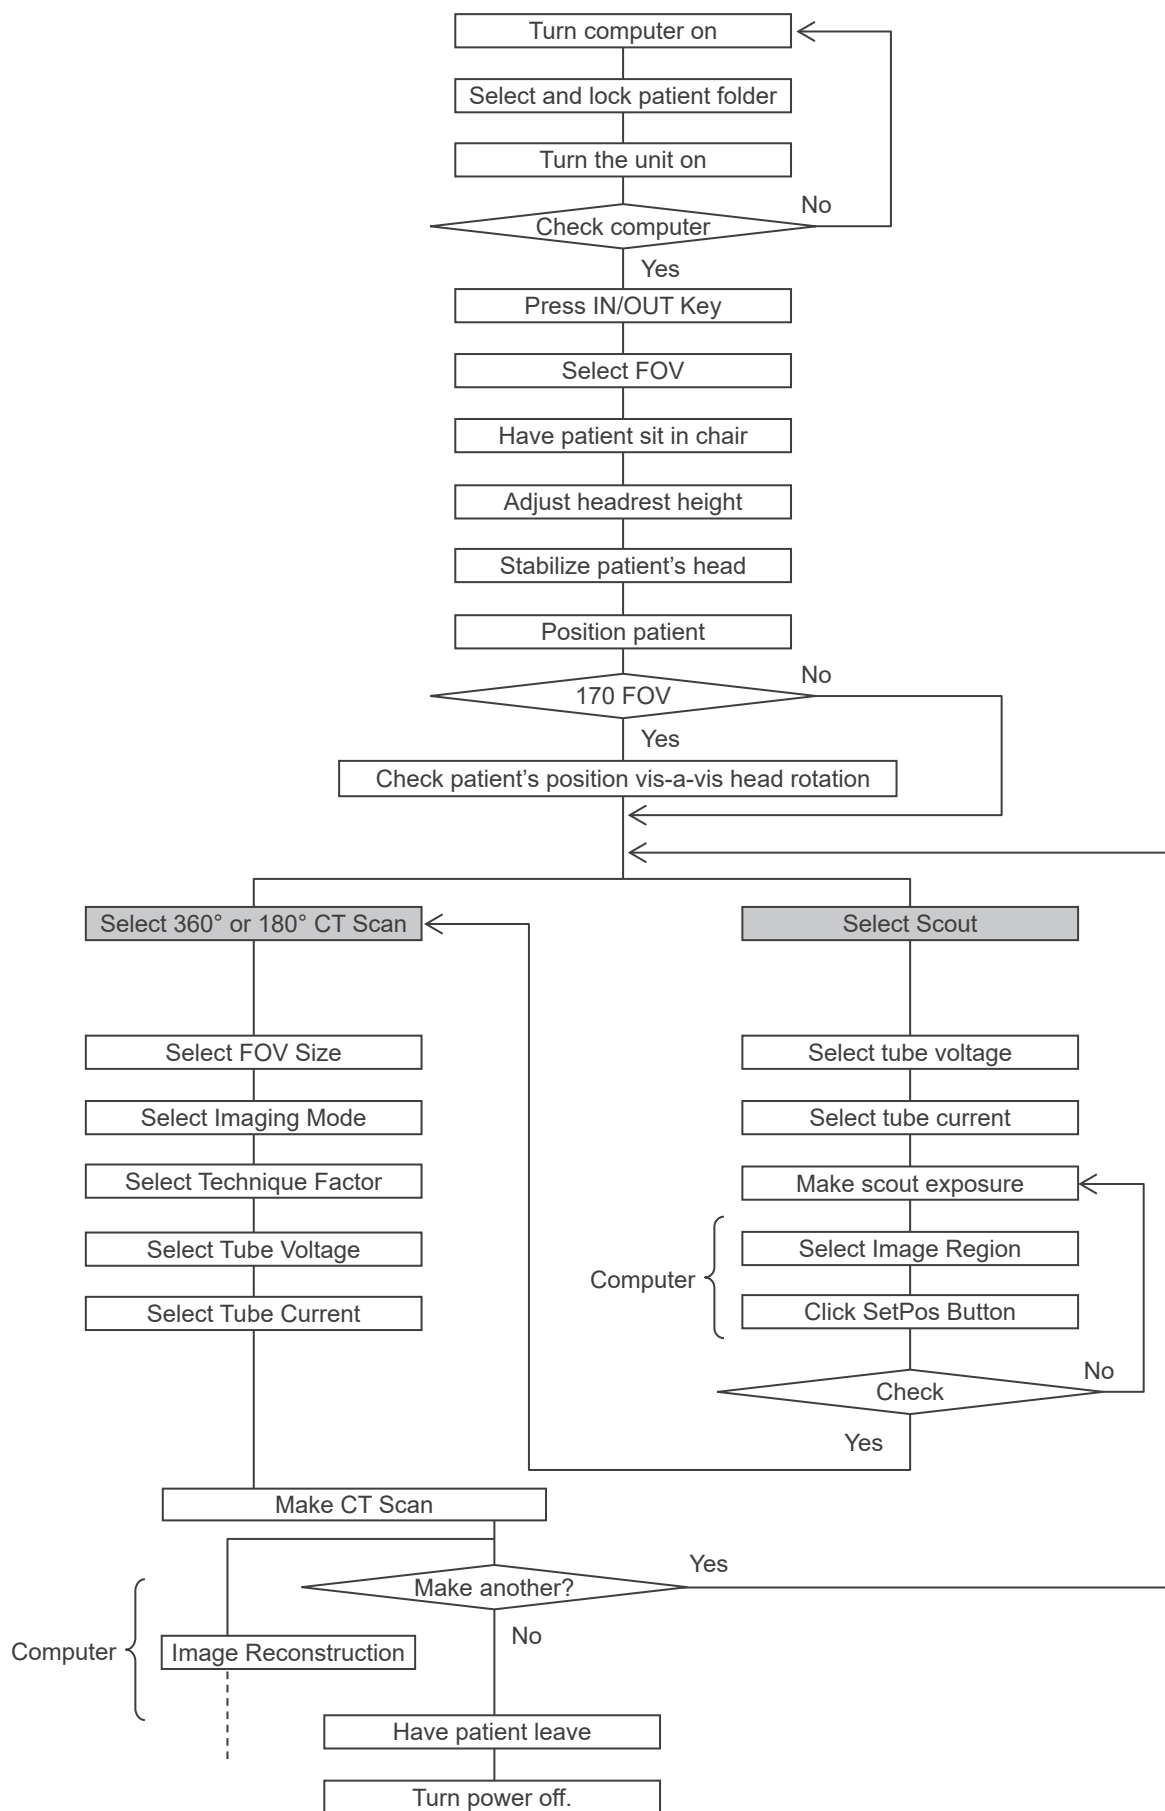 Turn computer on
Select and lock patient folder
Turn the unit on
No
Check computer
Yes
Press IN/OUT Key
Select FOV
Have patient sit in chair
Adjust headrest height
Stabilize patient’s head
Position patient
No
170 FOV
Yes
Check patient’s position vis-a-vis head rotation
Select 360° or 180° CT Scan
Select FOV Size
Select Imaging Mode
Select Technique Factor
Select Tube Voltage
Select Tube Current
Select Scout
Select tube voltage
Select tube current
Make scout exposure
Select Image Region
Computer
Click SetPos Button
No
Check
Yes
Make CT Scan
Yes
Make another?
No
Computer
Image Reconstruction
Have patient leave
Turn power off.